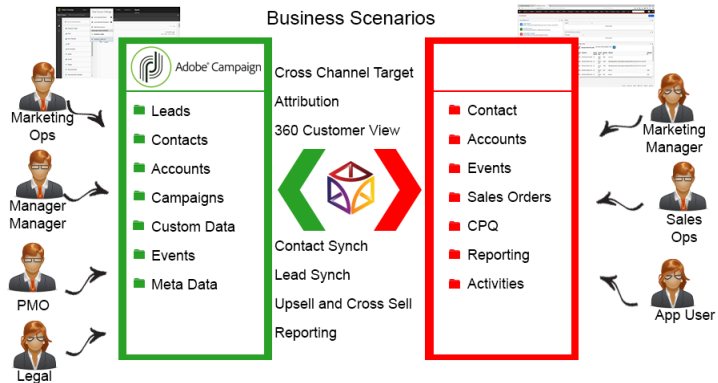 Business Scenarios
Adobe® Campaign
Leads
Contacts
Accounts
Campaigns
Custom Data
Events
Meta Data
Cross Channel Target
Attribution
360 Customer View
Contact Synch
Lead Synch
Upsell and Cross Sell
Reporting
Contact
Accounts
Events
Sales Orders
CPQ
Reporting
Activities
Marketing
Ops
Manager
Manager
PMO
Legal
Marketing
Manager
Sales
Ops
App User